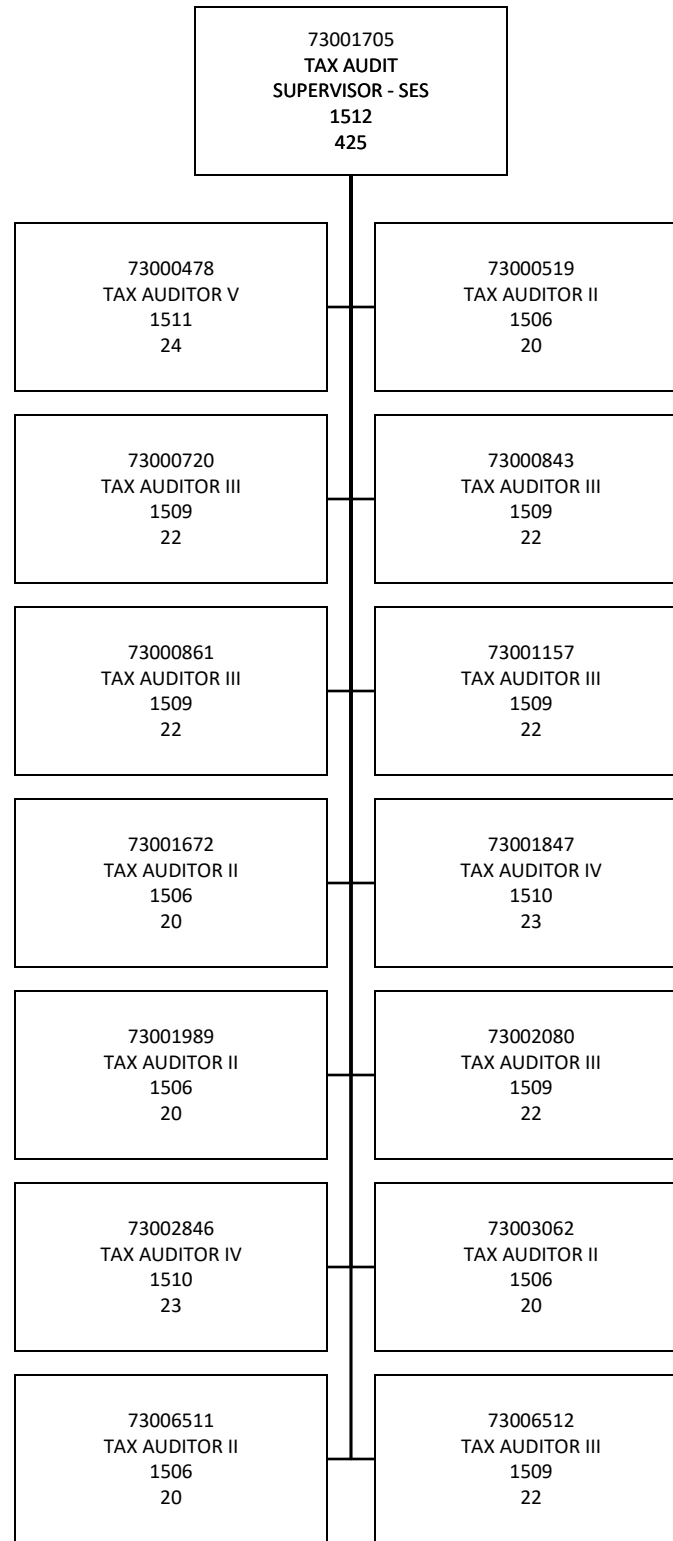 73001705
TAX AUDIT
SUPERVISOR - SES
1512
425
73000478
TAX AUDITOR V
1511
24
73000519
TAX AUDITOR II
1506
20
73000720
TAX AUDITOR III
1509
22
73000843
TAX AUDITOR III
1509
22
73000861
TAX AUDITOR III
1509
22
73001157
TAX AUDITOR III
1509
22
73001672
TAX AUDITOR II
1506
20
73001847
TAX AUDITOR IV
1510
23
73001989
TAX AUDITOR II
1506
20
73002080
TAX AUDITOR III
1509
22
73002846
TAX AUDITOR IV
1510
23
73003062
TAX AUDITOR II
1506
20
73006511
TAX AUDITOR II
1506
20
73006512
TAX AUDITOR III
1509
22